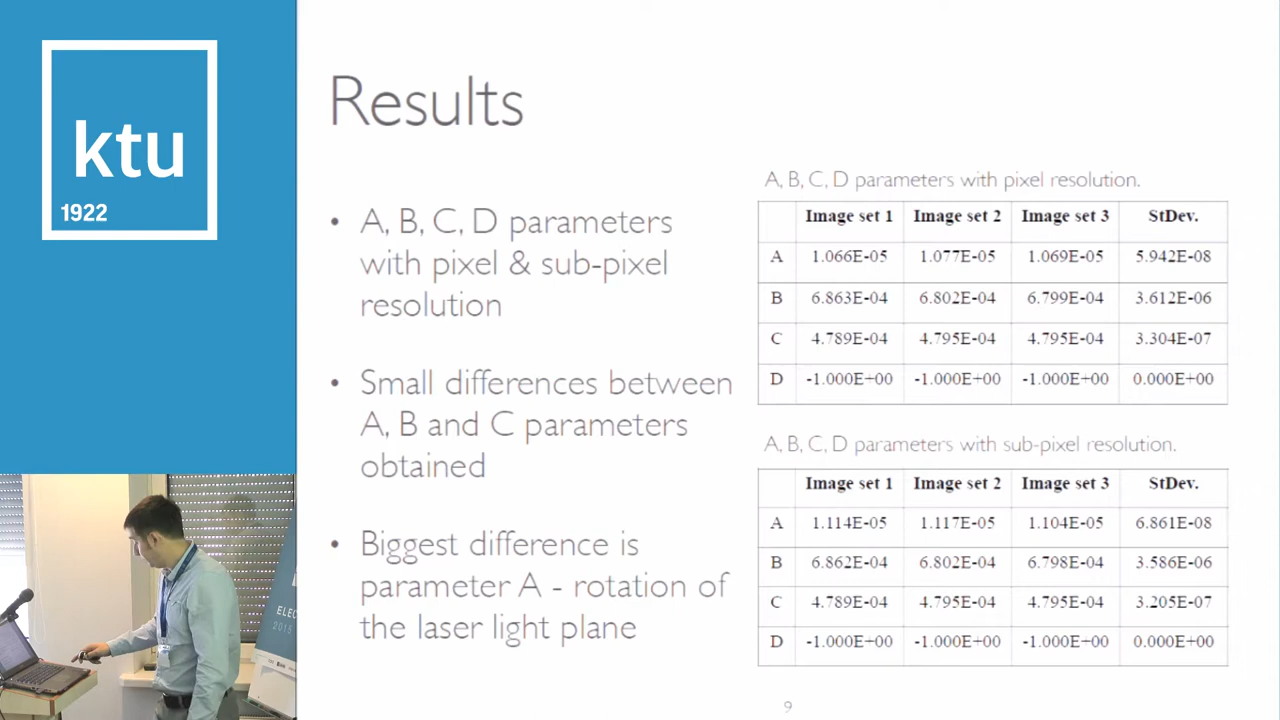 ktu
1922
Results
• A, B, C, D parameters
with pixel & sub-pixel
resolution
• Small differences between
A, B and C parameters
obtained
• Biggest difference is
parameter A - rotation of
the laser light plane
A, B, C, D parameters with pixel resolution.
Image set 1 Image set 2 Image set 3 StDev.
A 1.066E-05 1.077E-05 1.069E-05 5.942E-08
B 6.863E-04 6.802E-04 6.799E-04 3.612E-06
C 4.789E-04 4.795E-04 4.795E-04 3.304E-07
D -1.000E+00 -1.000E+00 -1.000E+00 0.000E+00
A, B, C, D parameters with sub-pixel resolution.
Image set 1 Image set 2 Image set 3 StDev.
A 1.114E-05 1.117E-05 1.104E-05 6.861E-08
B 6.862E-04 6.802E-04 6.798E-04 3.586E-06
C 4.789E-04 4.795E-04 4.795E-04 3.205E-07
D -1.000E+00 -1.000E+00 -1.000E+00 0.000E+00
ELEC
2015
9